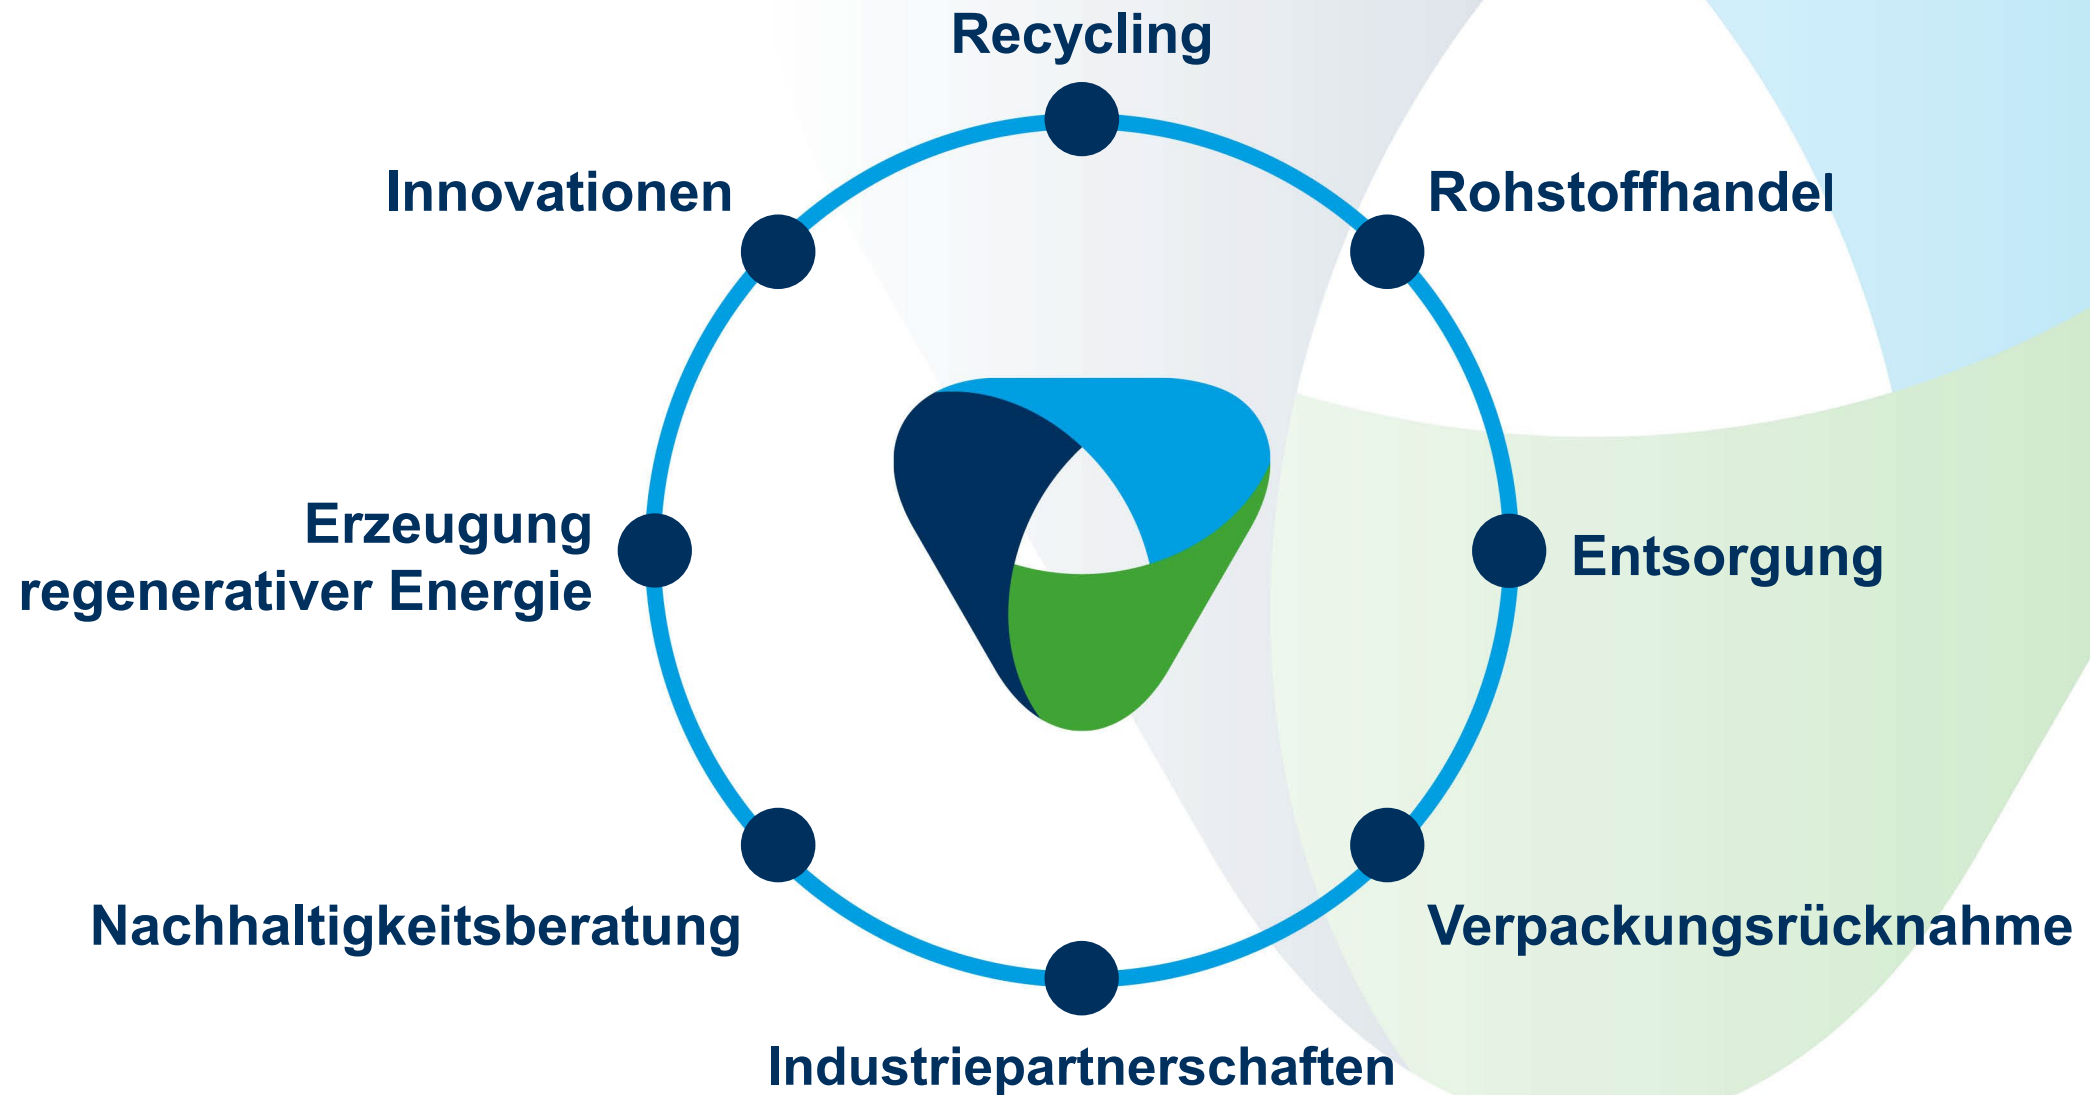 Recycling
Rohstoffhandel
Entsorgung
Verpackungsrücknahme
Industriepartnerschaften
Nachhaltigkeitsberatung
Erzeugung
regenerativer Energie
Innovationen